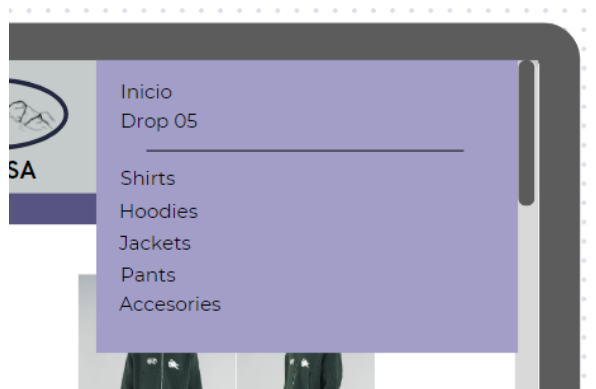 Inicio
Drop 05
SA
Shirts
Hoodies
Jackets
Pants
Accesories